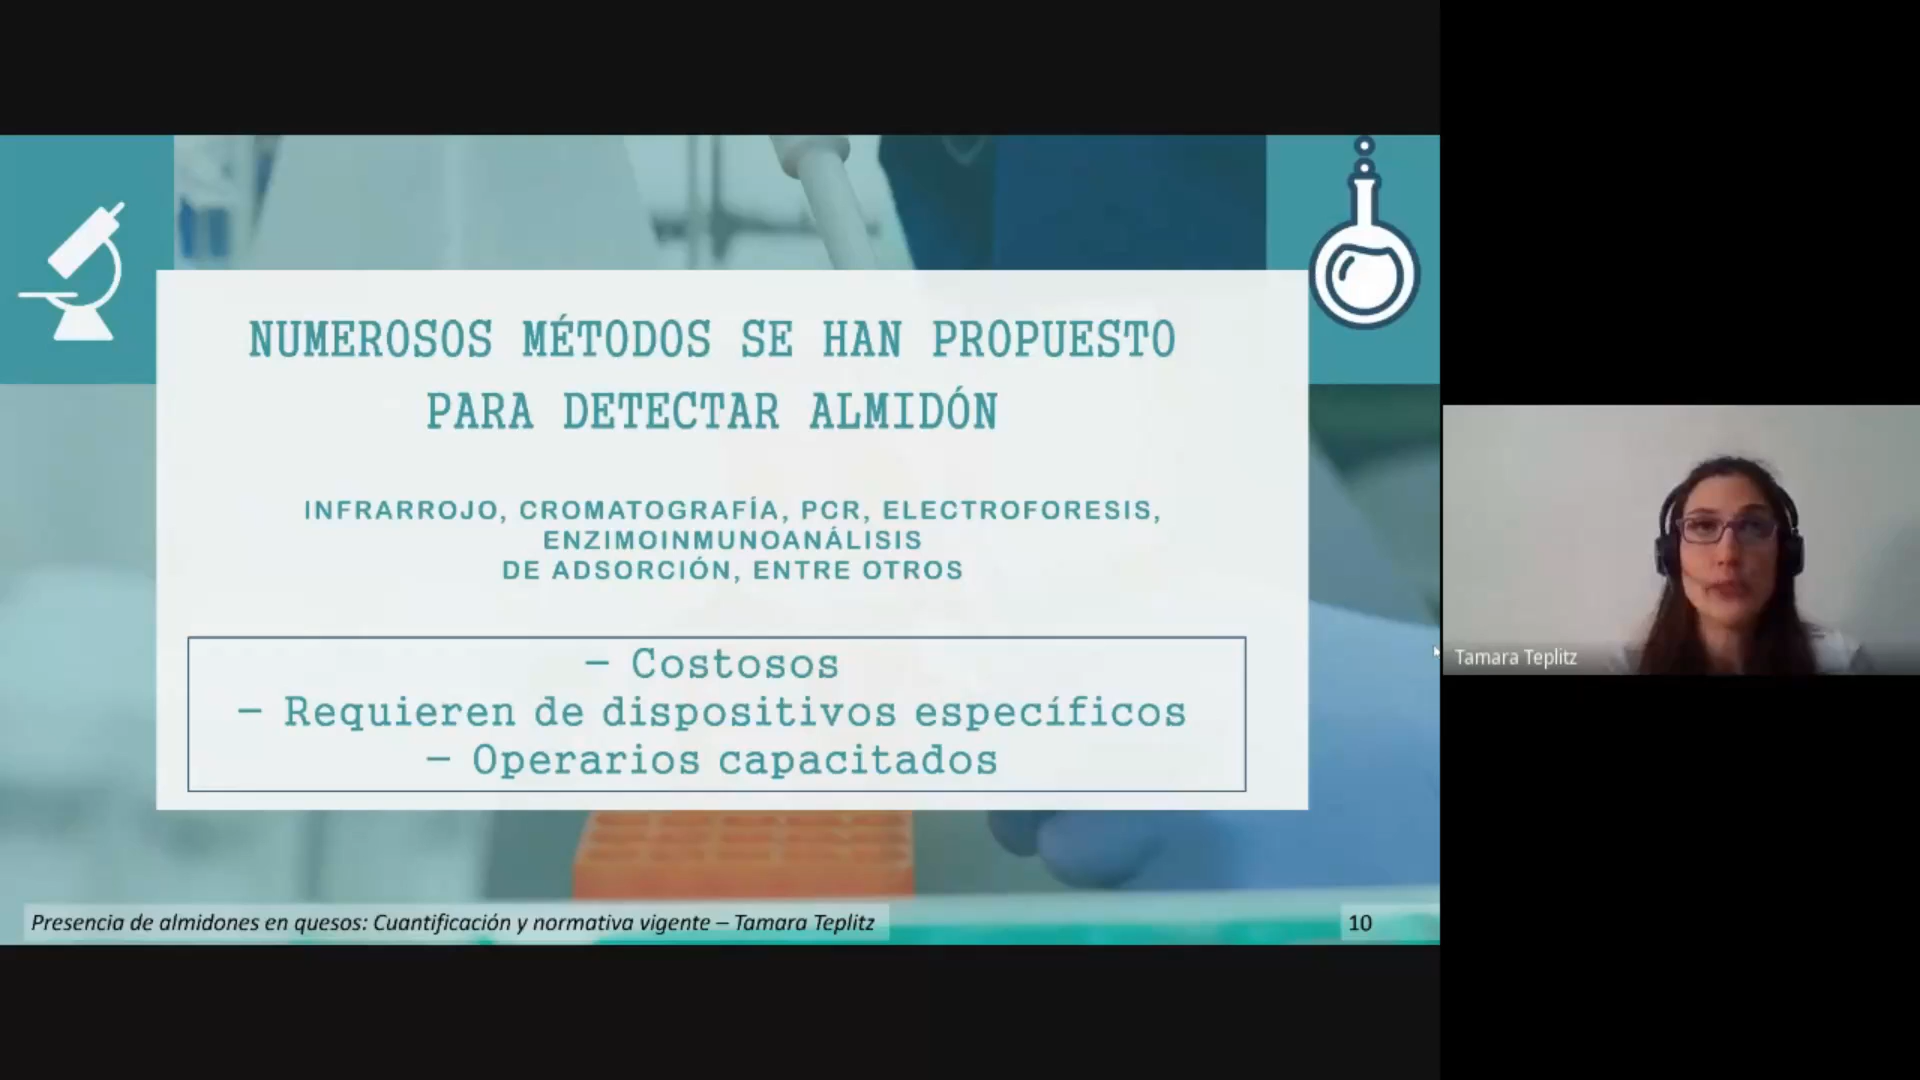 NUMEROSOS MÉTODOS SE HAN PROPUESTO
PARA DETECTAR ALMIDÓN
INFRARROJO, CROMATOGRAFÍA, PCR, ELECTROFORESIS,
ENZIMOINMUNOANÁLISIS
DE ADSORCIÓN, ENTRE OTROS
– Costosos
– Requieren de dispositivos específicos
– Operarios capacitados
Tamara Teplitz
Presencia de almidones en quesos: Cuantificación y normativa vigente – Tamara Teplitz
10